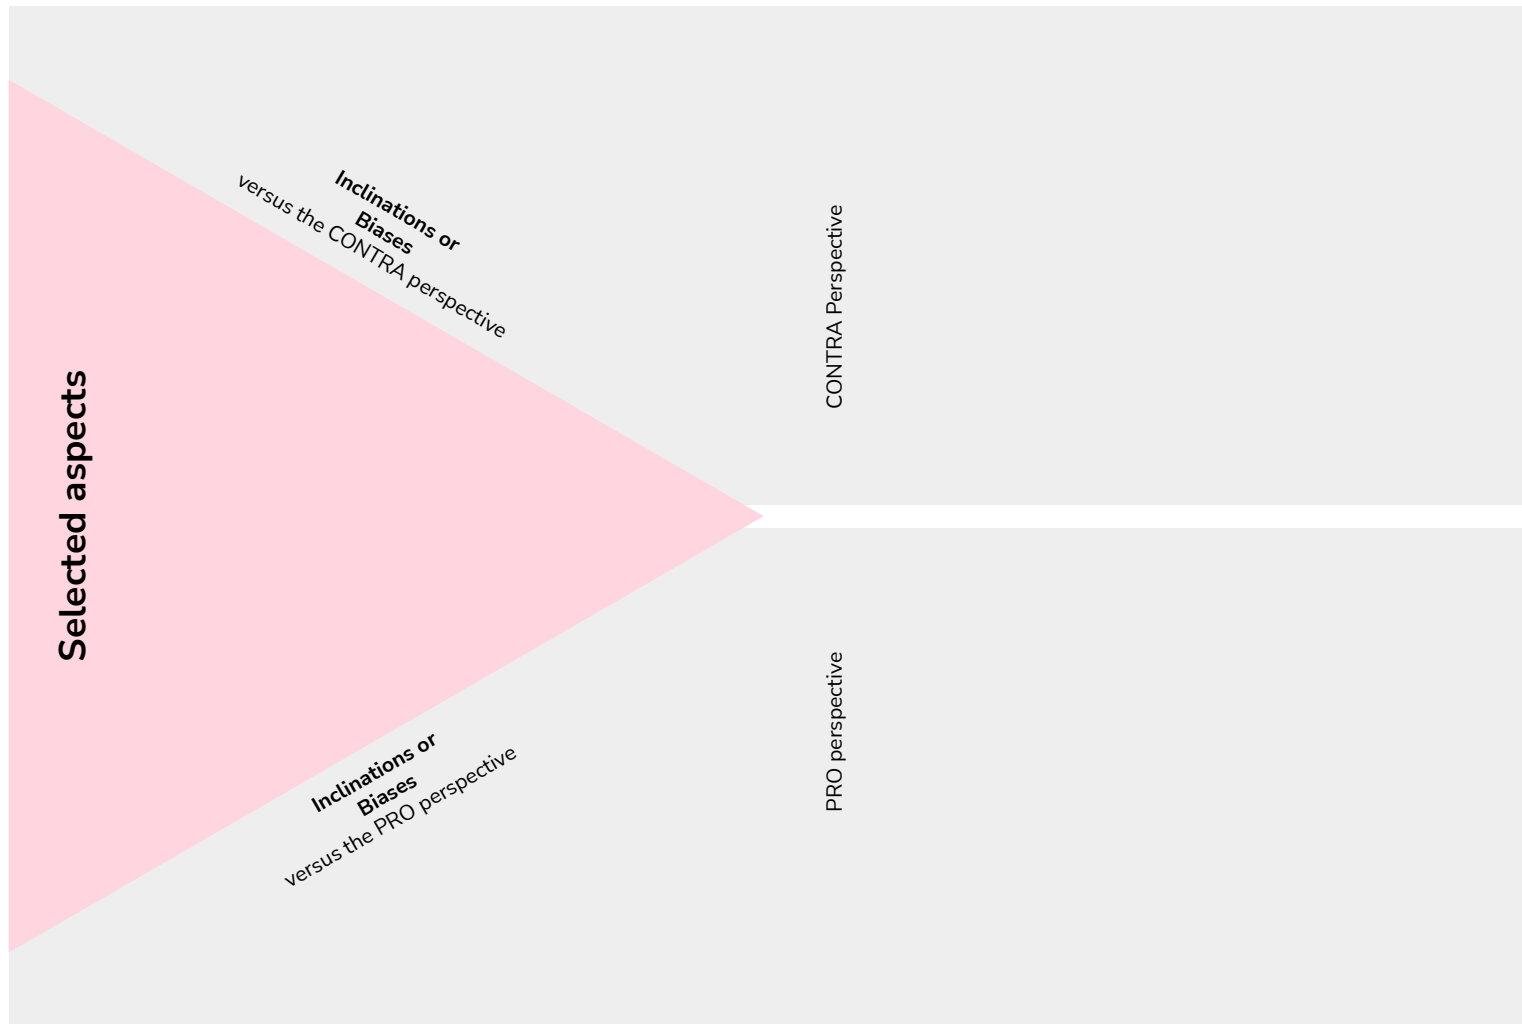 Inclinations or
Biases
versus the CONTRA perspective
CONTRA Perspective
Selected aspects
Inclinations or
Biases
versus the PRO perspective
PRO perspective